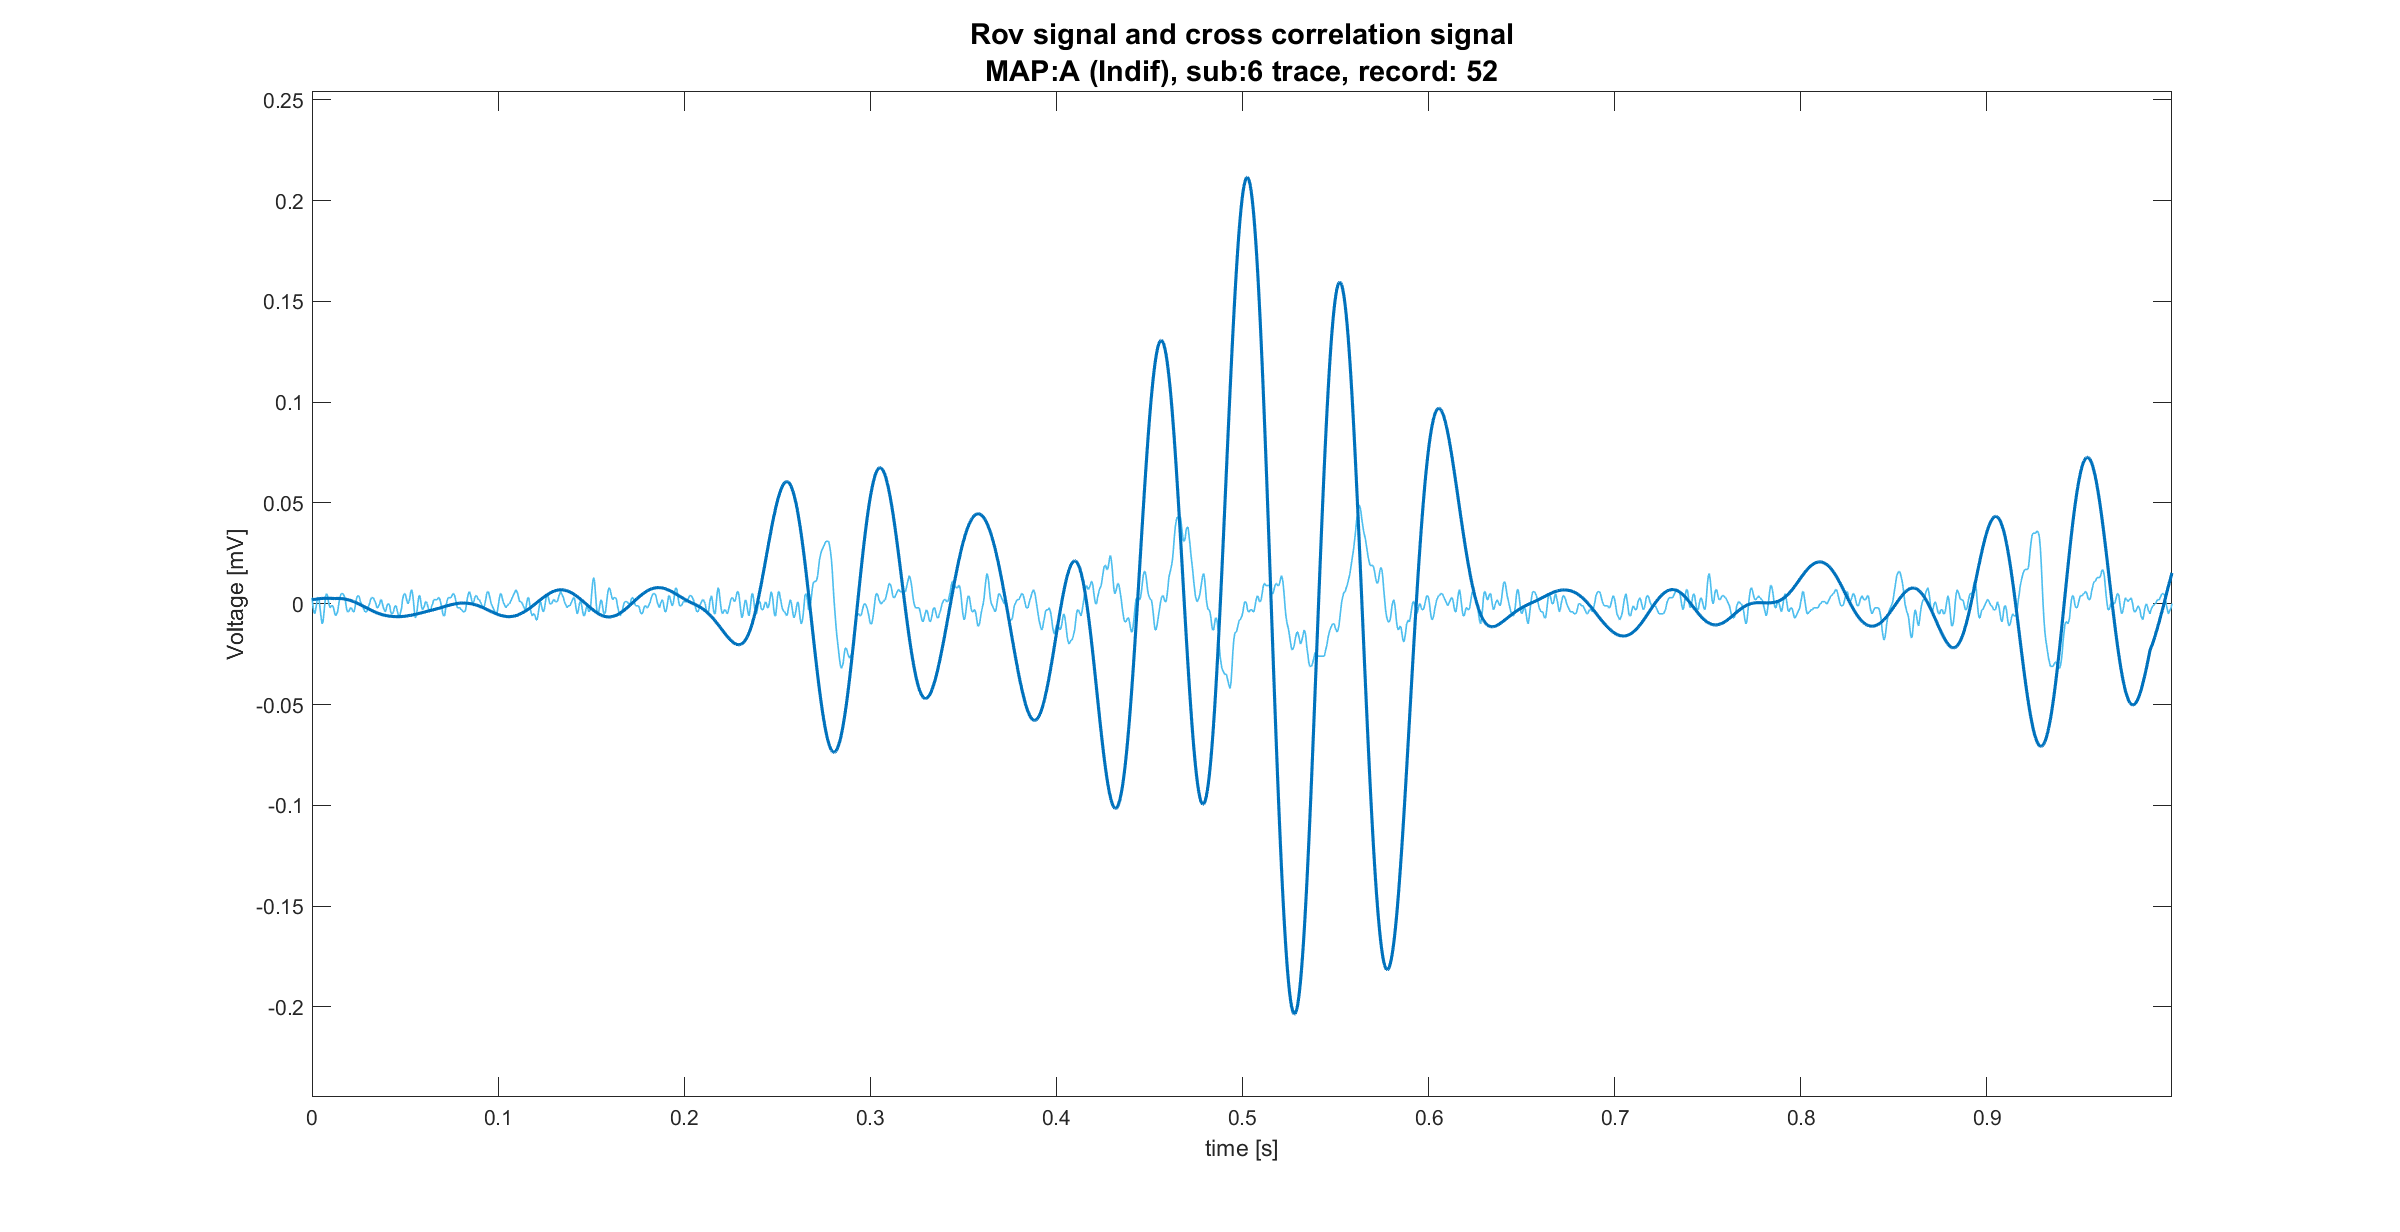 Rov signal and cross correlation signal
MAP:A (Indif), sub:6 trace, record: 52
0.25
0.2
0.15
0.1
0.05
0
-0.05
-0.1
-0.15
-0.2
Voltage [mV]
0 0.1 0.2 0.3 0.4 0.5 0.6 0.7 0.8 0.9
time [s]